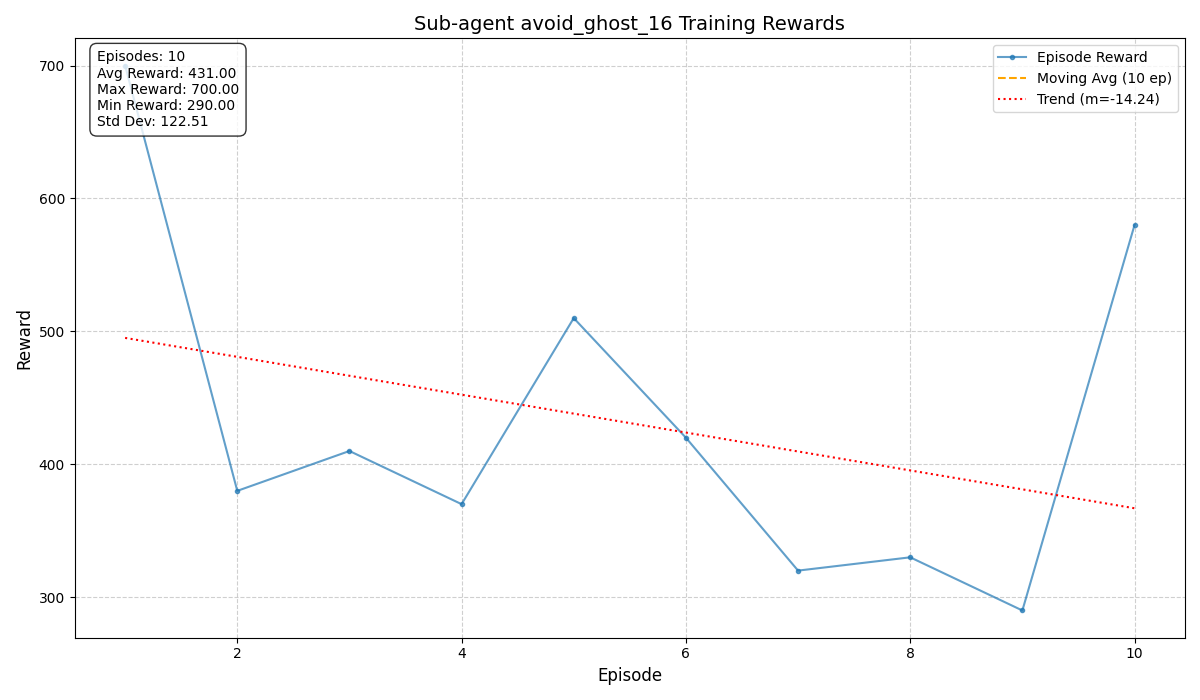 Sub-agent avoid_ghost_16 Training Rewards
Episodes: 10
Avg Reward: 431.00
Max Reward: 700.00
Min Reward: 290.00
Std Dev: 122.51
Episode Reward
Moving Avg (10 ep)
Trend (m=-14.24)
Reward
700
600
500
400
300
2
4
6
8
10
Episode